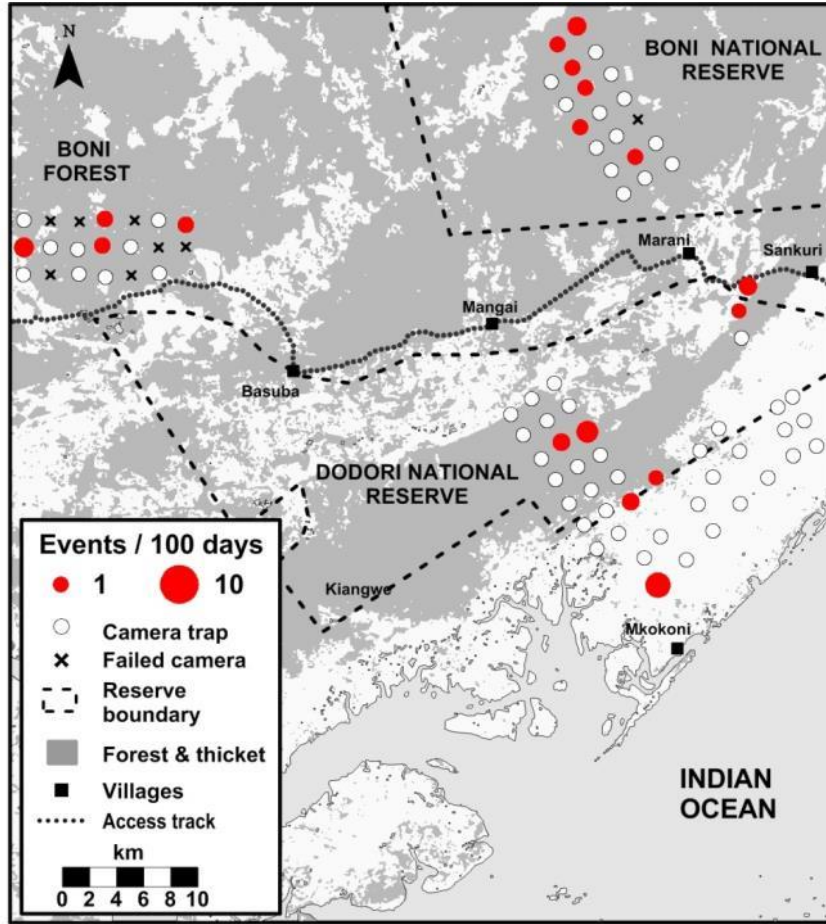 N
BONI NATIONAL
RESERVE
BONI
FOREST
Marani
Sankuri
Mangai
Basuba
DODORI NATIONAL
RESERVE
Kiangwe
Mkokoni
INDIAN
OCEAN
Events / 100 days
1 10
Camera trap
Failed camera
Reserve
boundary
Forest & thicket
Villages
Access track
km
0 2 4 6 8 10